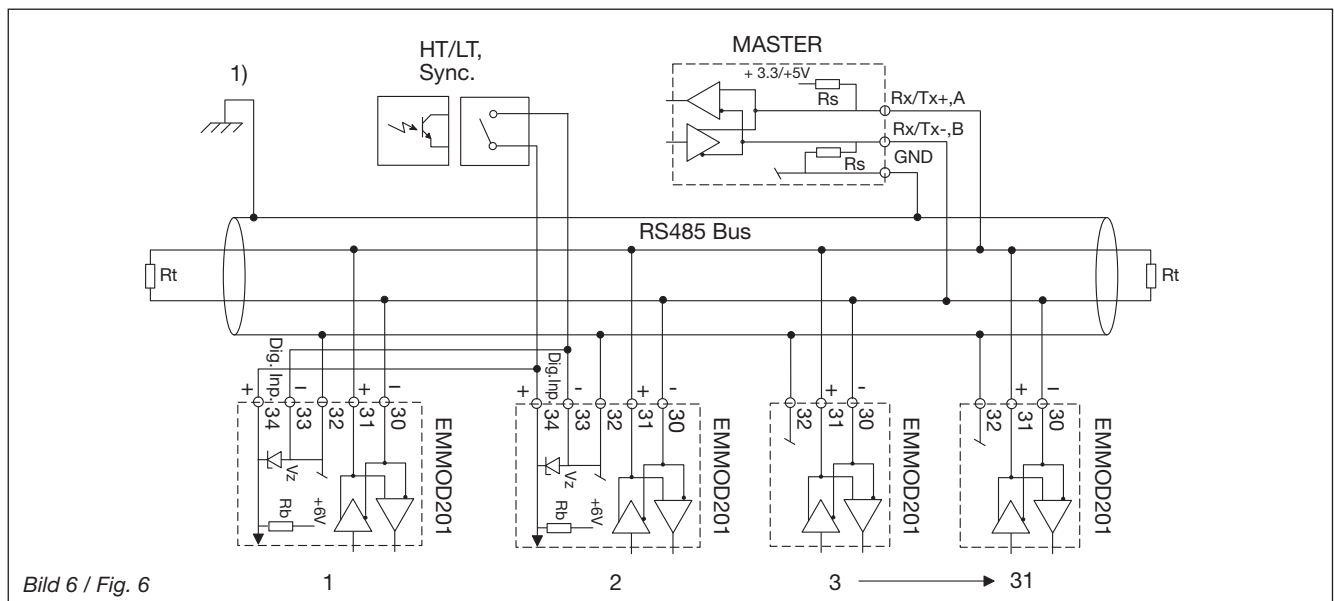 HT/LT,
Sync.
1)
MASTER
+ 3.3/+5V
Rs
Rx/Tx+,A
Rx/Tx-,B
Rs
GND
RS485 Bus
Rt
Rt
+ Dig. Inp. – + –
34 33 32 31 30
Vz
Rb
+6V
EMMOD201
+ Dig.Inp. - + -
34 33 32 31 30
Vz
Rb
+6V
EMMOD201
+ -
32 31 30
EMMOD201
+ -
32 31 30
EMMOD201
Bild 6 / Fig. 6
1
2
3
31